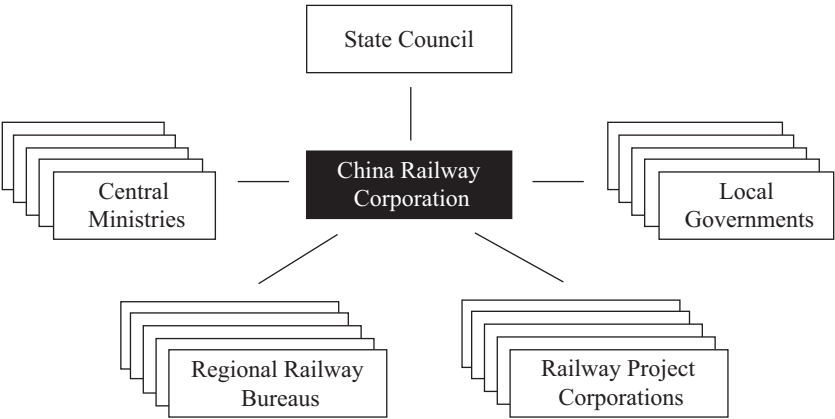 State Council
China Railway
Corporation
Central
Ministries
Local
Governments
Regional Railway
Bureaus
Railway Project
Corporations